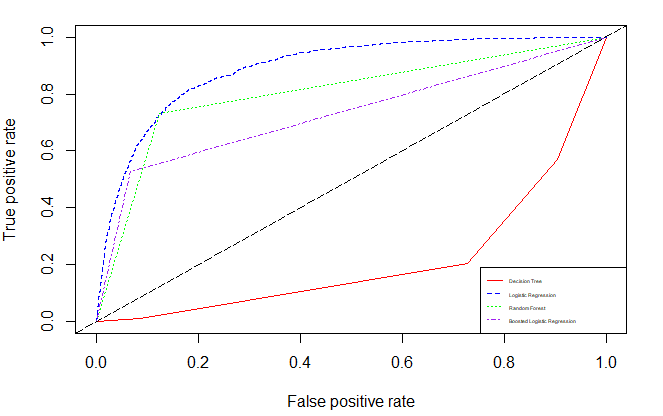 True positive rate
1.0
0.8
0.6
0.4
0.2
0.0
Decision Tree
Logistic Regression
Random Forest
Boosted Logistic Regression
0.0 0.2 0.4 0.6 0.8 1.0
False positive rate